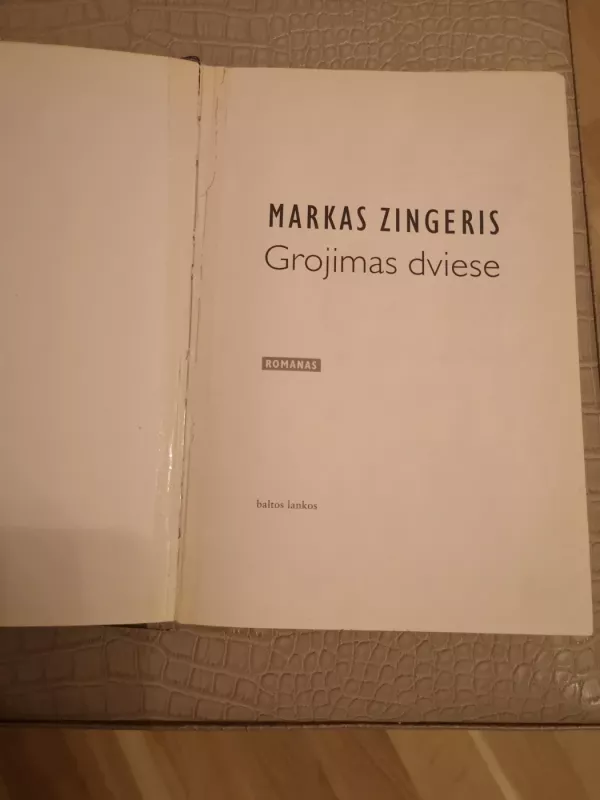 MARKAS ZINGERIS
Grojimas dviese
ROMANAS
baltos lankos